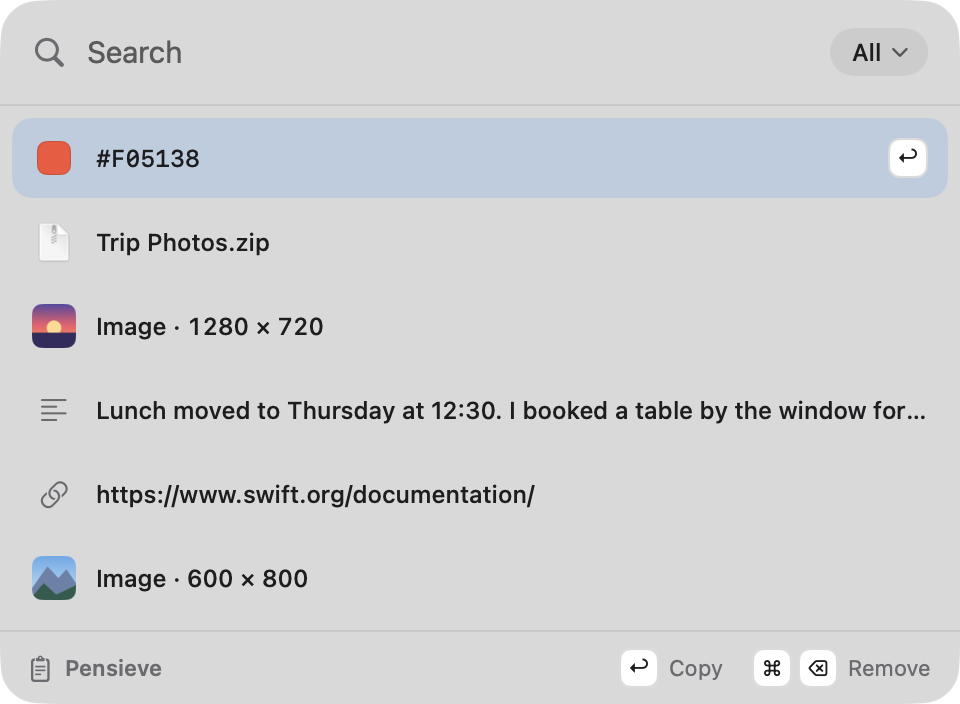 Search
All
#F05138
Trip Photos.zip
Image · 1280 × 720
Lunch moved to Thursday at 12:30. I booked a table by the window for…
https://www.swift.org/documentation/
Image · 600 × 800
Pensieve
Copy
⌘
Remove